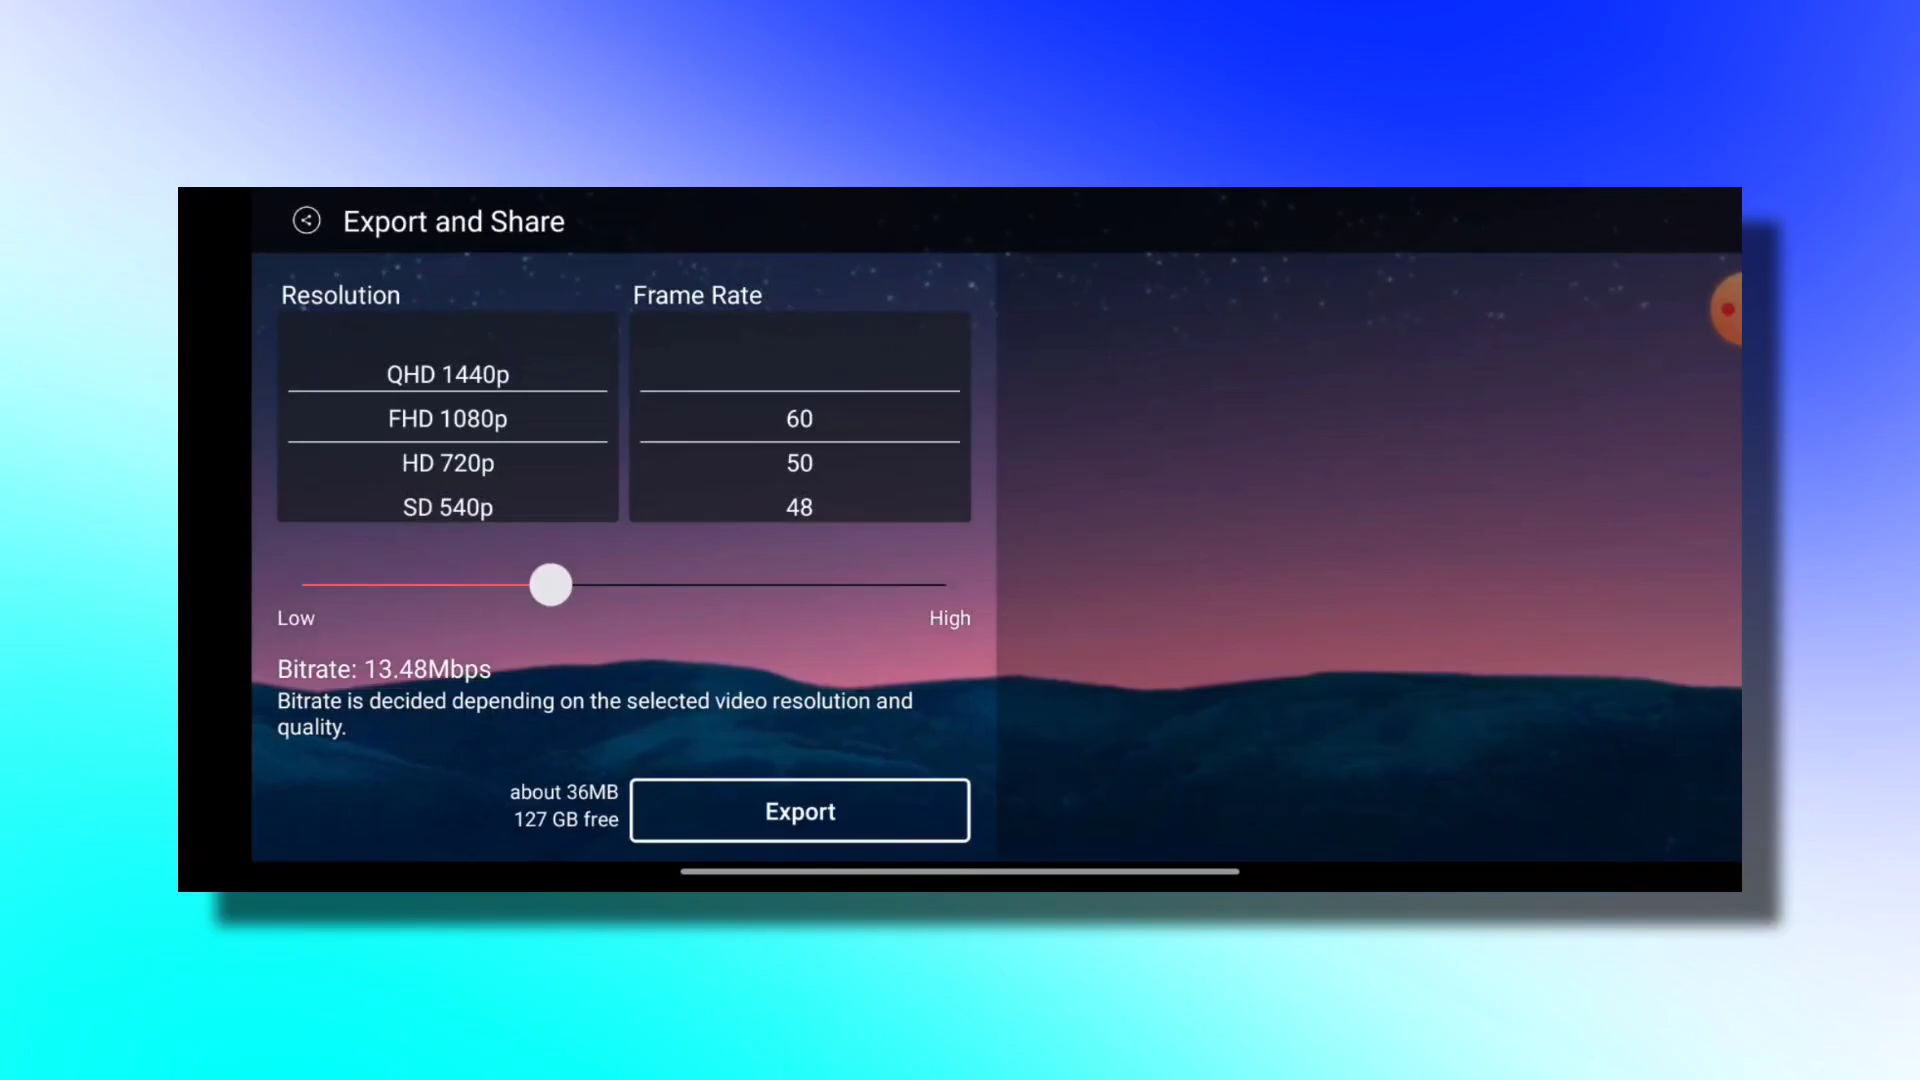 Export and Share
Resolution
Frame Rate
QHD 1440p
FHD 1080p
HD 720p
SD 540p
60
50
48
Low
High
Bitrate: 13.48Mbps
Bitrate is decided depending on the selected video resolution and
quality.
about 36MB
127 GB free
Export